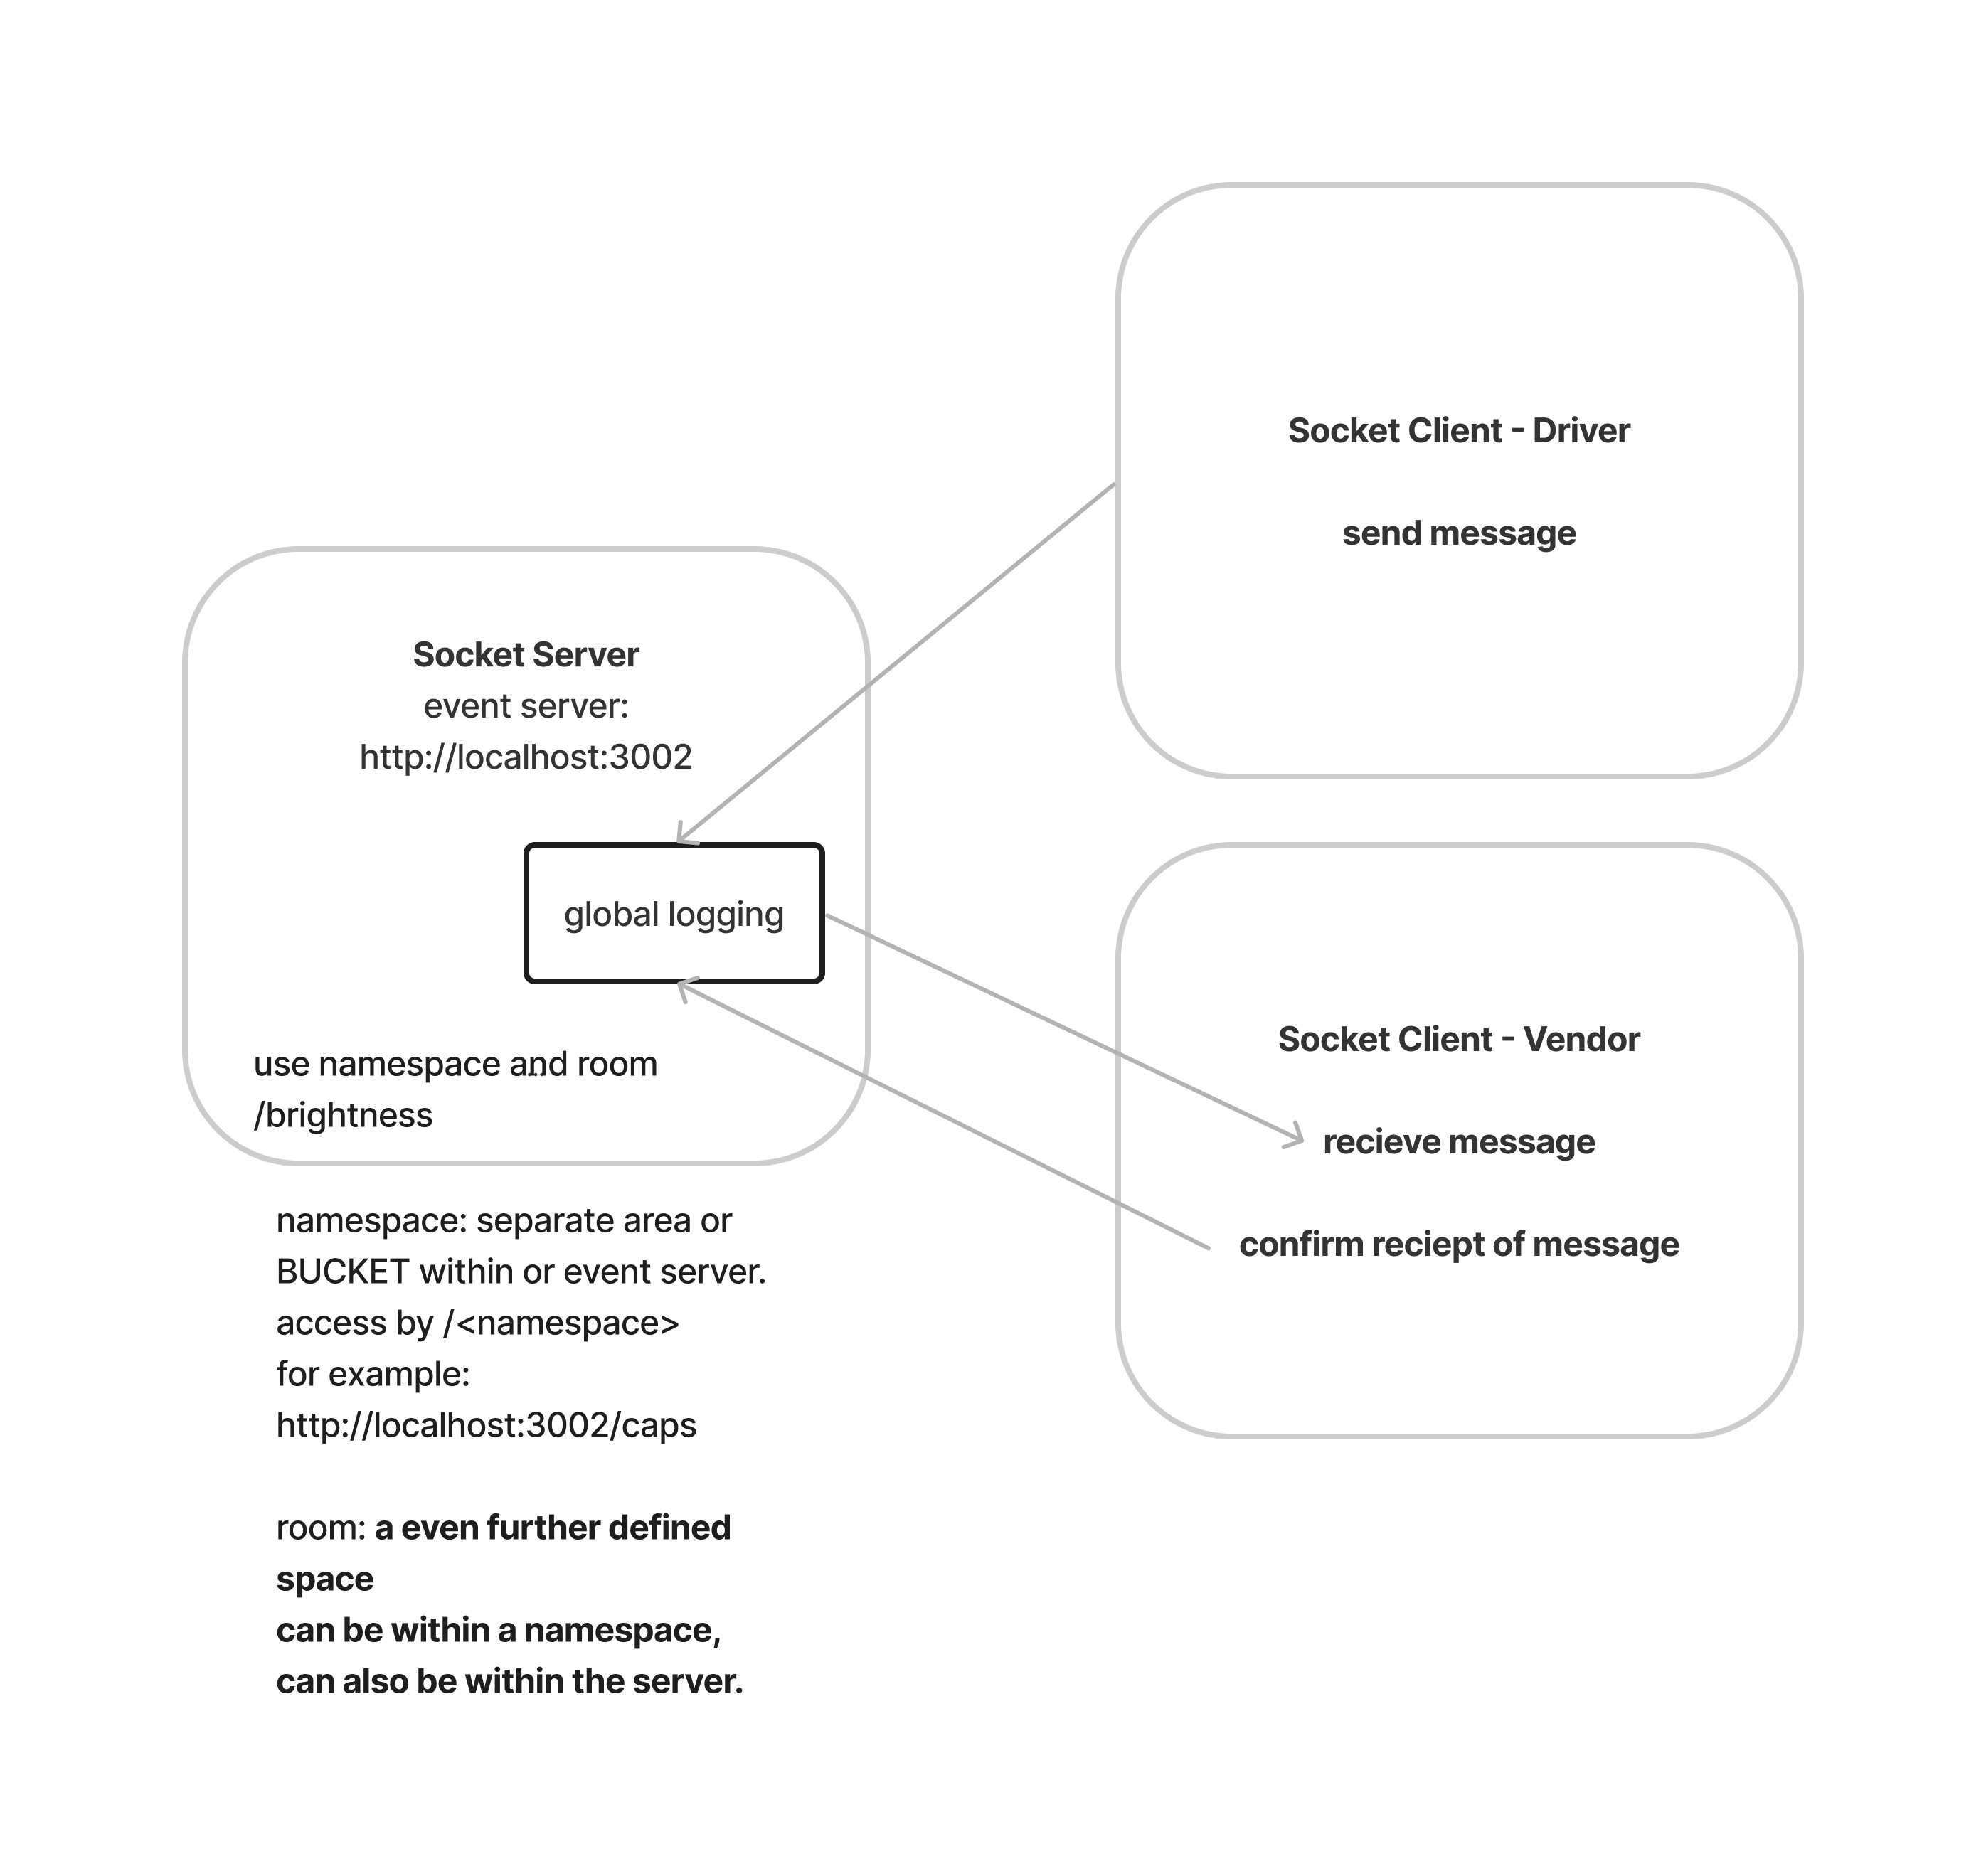 Socket Server
event server:
http://localhost:3002
global logging
use namespace and room
/brightness
namespace: separate area or
BUCKET within or event server.
access by /<namespace>
for example:
http://localhost:3002/caps
room: a even further defined
space
can be within a namespace,
can also be within the server.
Socket Client - Driver
send message
Socket Client - Vendor
recieve message
confirm reciept of message